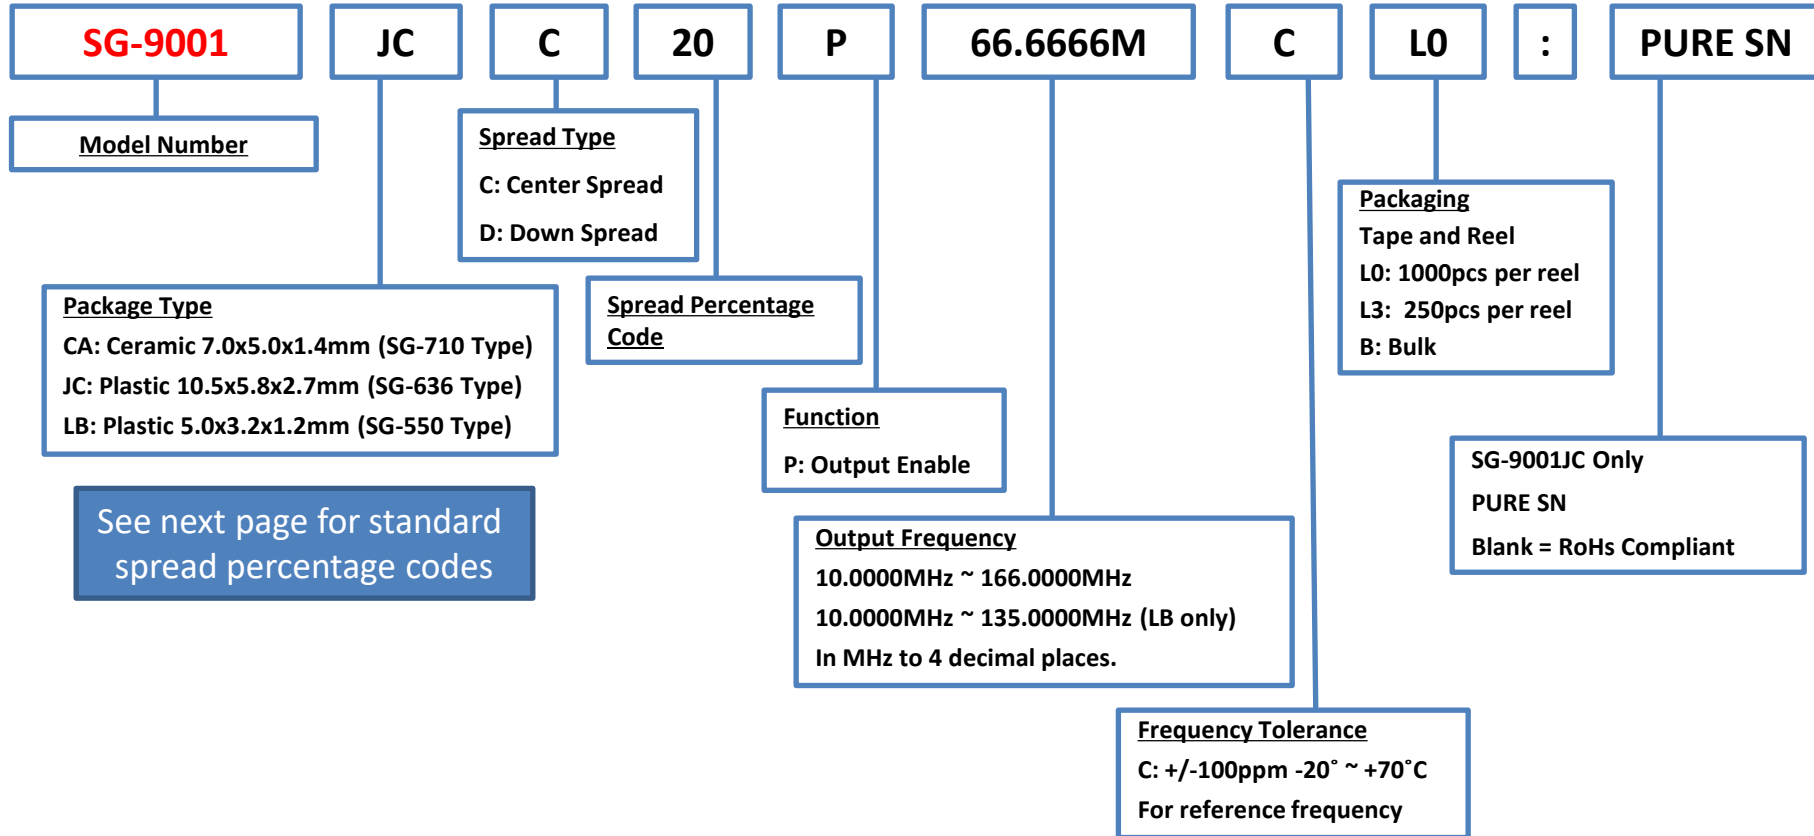 SG-9001 JC C 20 P 66.6666M C L0 : PURE SN
Model Number
Spread Type
C: Center Spread
D: Down Spread
Packaging
Tape and Reel
L0: 1000pcs per reel
L3: 250pcs per reel
B: Bulk
Package Type
CA: Ceramic 7.0x5.0x1.4mm (SG-710 Type)
JC: Plastic 10.5x5.8x2.7mm (SG-636 Type)
LB: Plastic 5.0x3.2x1.2mm (SG-550 Type)
Spread Percentage
Code
Function
P: Output Enable
SG-9001JC Only
PURE SN
Blank = RoHs Compliant
See next page for standard
spread percentage codes
Output Frequency
10.0000MHz ~ 166.0000MHz
10.0000MHz ~ 135.0000MHz (LB only)
In MHz to 4 decimal places.
Frequency Tolerance
C: +/-100ppm -20˚ ~ +70˚C
For reference frequency